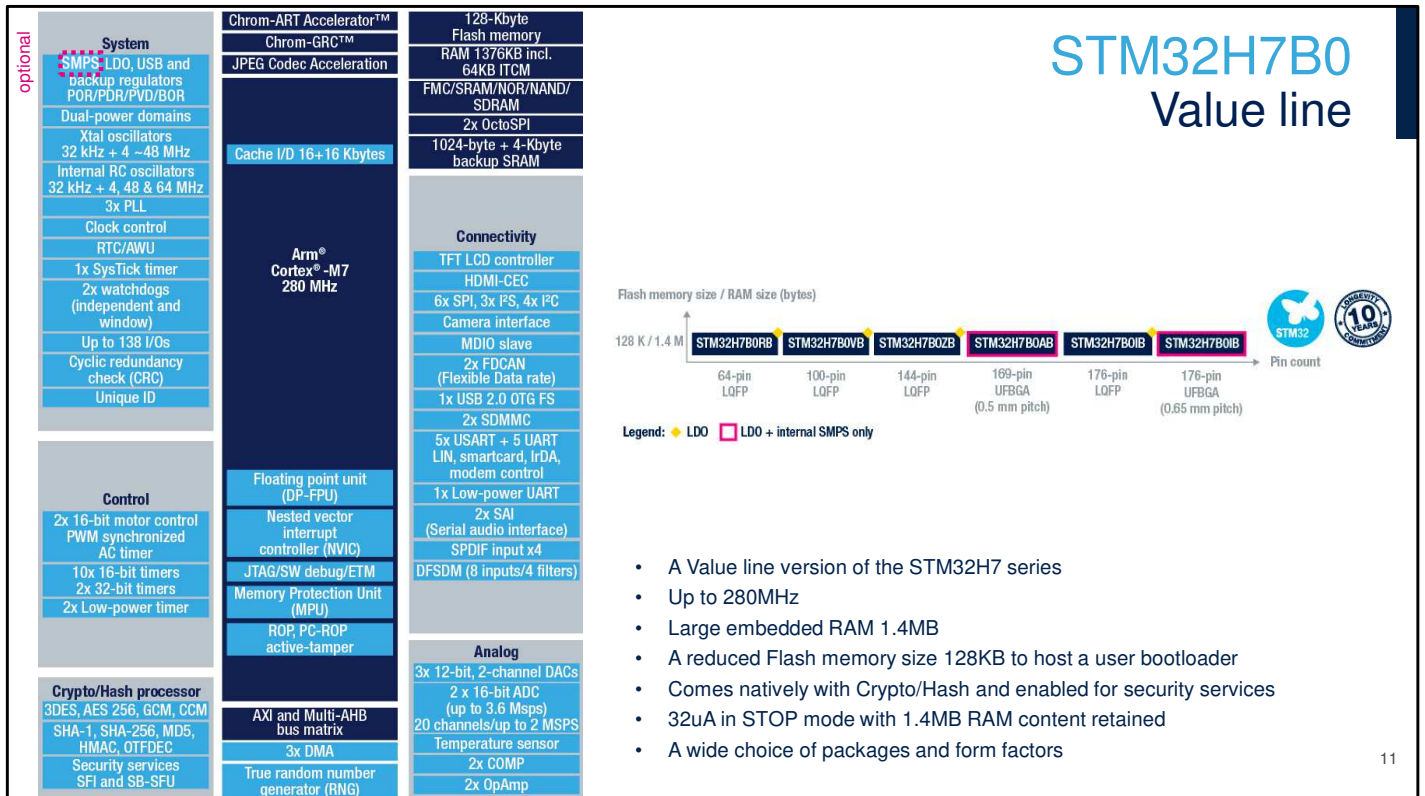 optional
System
SMPS, LDO, USB and
backup regulators
POR/PDR/PVD/BOR
Dual-power domains
Xtal oscillators
32 kHz + 4 ~48 MHz
Internal RC oscillators
32 kHz + 4, 48 & 64 MHz
3x PLL
Clock control
RTC/AWU
1x SysTick timer
2x watchdogs
(independent and
window)
Up to 138 I/Os
Cyclic redundancy
check (CRC)
Unique ID
Control
2x 16-bit motor control
PWM synchronized
AC timer
10x 16-bit timers
2x 32-bit timers
2x Low-power timer
Crypto/Hash processor
3DES, AES 256, GCM, CCM
SHA-1, SHA-256, MD5,
HMAC, OTFDEC
Security services
SFI and SB-SFU
Chrom-ART Accelerator™
Chrom-GRC™
JPEG Codec Acceleration
Cache I/D 16+16 Kbytes
Arm®
Cortex® -M7
280 MHz
Floating point unit
(DP-FPU)
Nested vector
interrupt
controller (NVIC)
JTAG/SW debug/ETM
Memory Protection Unit
(MPU)
ROP, PC-ROP
active-tamper
AXI and Multi-AHB
bus matrix
3x DMA
True random number
generator (RNG)
128-Kbyte
Flash memory
RAM 1376KB incl.
64KB ITCM
FMC/SRAM/NOR/NAND/
SDRAM
2x OctoSPI
1024-byte + 4-Kbyte
backup SRAM
Connectivity
TFT LCD controller
HDMI-CEC
6x SPI, 3x I²S, 4x I²C
Camera interface
MDIO slave
2x FDCAN
(Flexible Data rate)
1x USB 2.0 OTG FS
2x SDMMC
5x USART + 5 UART
LIN, smartcard, IrDA,
modem control
1x Low-power UART
2x SAI
(Serial audio interface)
SPDIF input x4
DFSDM (8 inputs/4 filters)
Analog
3x 12-bit, 2-channel DACs
2 x 16-bit ADC
(up to 3.6 Msps)
20 channels/up to 2 MSPS
Temperature sensor
2x COMP
2x OpAmp
STM32H7B0
Value line
Flash memory size / RAM size (bytes)
128 K / 1.4 M
STM32H7B0RB STM32H7B0VB STM32H7B0ZB STM32H7B0AB STM32H7B0IB STM32H7B0IB
Pin count
64-pin
LQFP
100-pin
LQFP
144-pin
LQFP
169-pin
UFBGA
(0.5 mm pitch)
176-pin
LQFP
176-pin
UFBGA
(0.65 mm pitch)
STM32
LONGEVITY
10
YEARS
COMMITMENT
Legend: LDO LDO + internal SMPS only
• A Value line version of the STM32H7 series
• Up to 280MHz
• Large embedded RAM 1.4MB
• A reduced Flash memory size 128KB to host a user bootloader
• Comes natively with Crypto/Hash and enabled for security services
• 32uA in STOP mode with 1.4MB RAM content retained
• A wide choice of packages and form factors
11